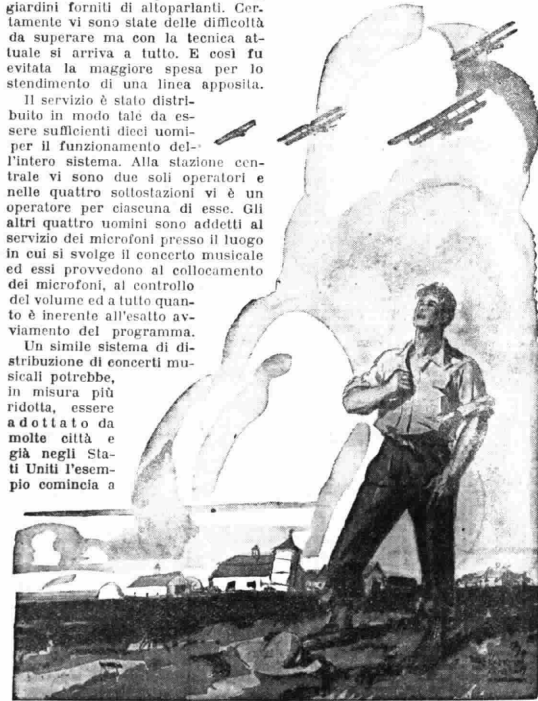 giardini forniti di altoparlanti. Cer-
tamente vi sono state delle difficoltà
da superare ma con la tecnica at-
tuale si arriva a tutto. E così fu
evitata la maggiore spesa per lo
stendimento di una linea apposita.
Il servizio è stato distri-
buito in modo tale da es-
sere sufficienti dieci uomi-
per il funzionamento del-
l'intero sistema. Alla stazione cen-
trale vi sono due soli operatori e
nelle quattro sottostazioni vi è un
operatore per ciascuna di esse. Gli
altri quattro uomini sono addetti al
servizio dei microfoni presso il luogo
in cui si svolge il concerto musicale
ed essi provvedono al collocamento
dei microfoni, al controllo
del volume ed a tutto quan-
to è inerente all'esatto av-
viamento del programma.
Un simile sistema di di-
stribuzione di concerti mu-
sicali potrebbe,
in misura più
ridotta, essere
adottato da
molte città e
già negli Sta-
ti Uniti l'esem-
pio comincia a